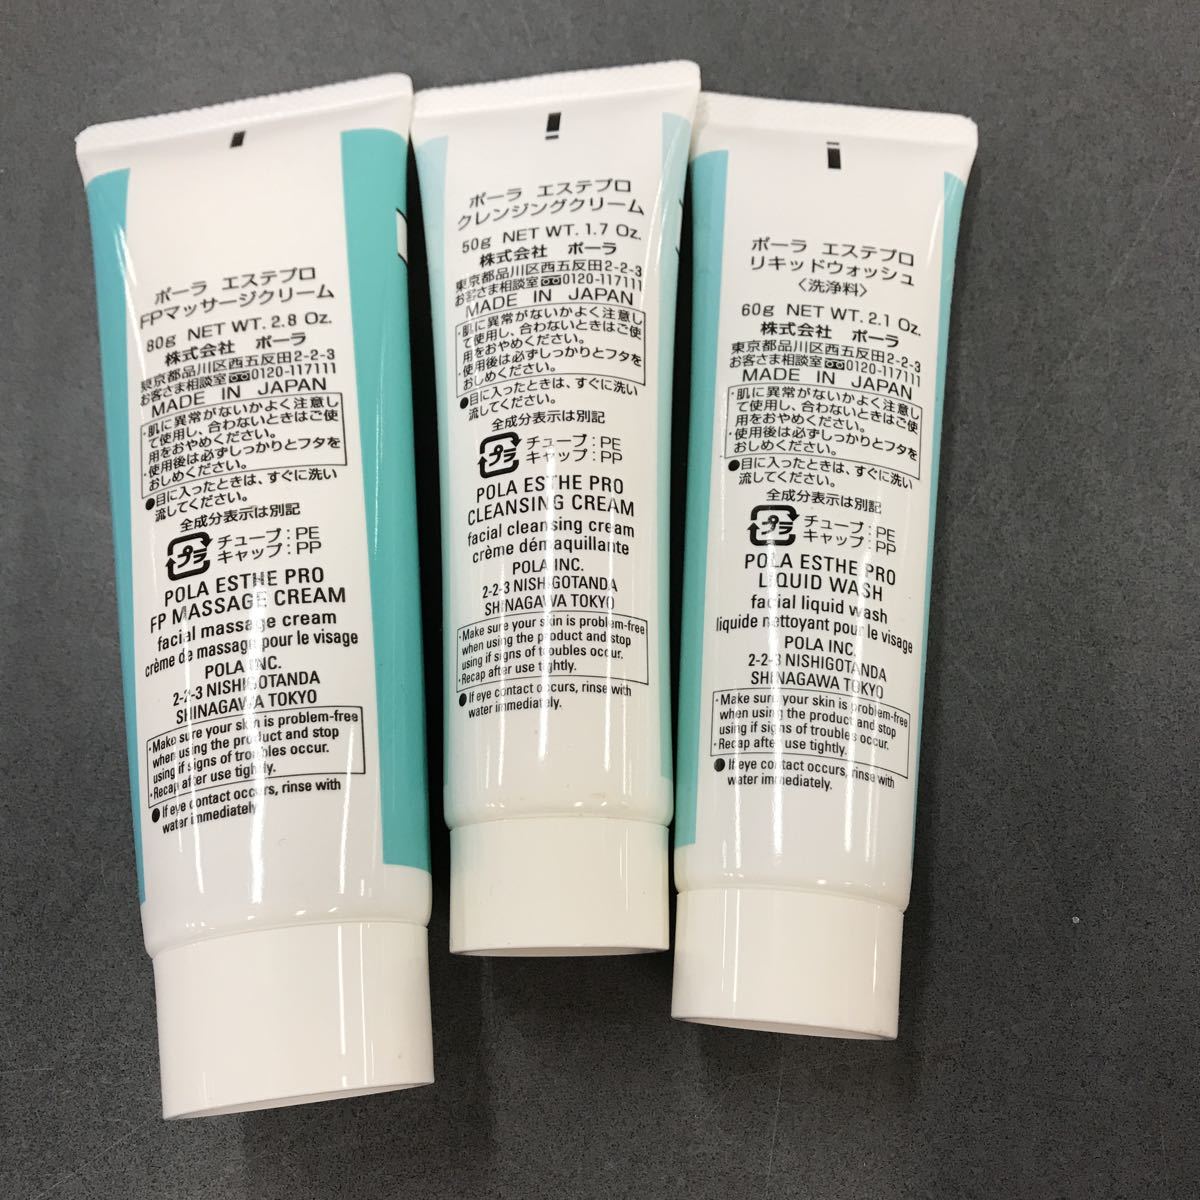 ポーラ エステプロ
FPマッサージクリーム
80g NET WT. 2.8 Oz.
株式会社 ポーラ
東京都品川区西五反田2-2-3
お客さま相談室 0120-117111
MADE IN JAPAN
・肌に異常がないかよく注意し
て使用し、合わないときはご使
用をおやめください。
・使用後は必ずしっかりとフタを
おしめください。
●目に入ったときは、すぐに洗い
流してください。
全成分表示は別記
プラ
チューブ:PE
キャップ:PP
POLA ESTHE PRO
FP MASSAGE CREAM
facial massage cream
crème de massage pour le visage
POLA INC.
2-2-3 NISHIGOTANDA
SHINAGAWA TOKYO
・Make sure your skin is problem-free
when using the product and stop
using if signs of troubles occur.
・Recap after use tightly.
● If eye contact occurs, rinse with
water immediately.
ポーラ エステプロ
クレンジングクリーム
50g NET WT. 1.7 Oz.
株式会社 ポーラ
東京都品川区西五反田2-2-3
お客さま相談室 0120-117111
MADE IN JAPAN
・肌に異常がないかよく注意し
て使用し、合わないときはご使
用をおやめください。
・使用後は必ずしっかりとフタを
おしめください。
●目に入ったときは、すぐに洗い
流してください。
全成分表示は別記
プラ
チューブ:PE
キャップ:PP
POLA ESTHE PRO
CLEANSING CREAM
facial cleansing cream
crème démaquillante
POLA INC.
2-2-3 NISHIGOTANDA
SHINAGAWA TOKYO
・Make sure your skin is problem-free
when using the product and stop
using if signs of troubles occur.
・Recap after use tightly.
● If eye contact occurs, rinse with
water immediately.
ポーラ エステプロ
リキッドウォッシュ
〈洗浄料〉
60g NET WT. 2.1 Oz.
株式会社 ポーラ
東京都品川区西五反田2-2-3
お客さま相談室 0120-117111
MADE IN JAPAN
・肌に異常がないかよく注意し
て使用し、合わないときはご使
用をおやめください。
・使用後は必ずしっかりとフタを
おしめください。
●目に入ったときは、すぐに洗い
流してください。
全成分表示は別記
プラ
チューブ:PE
キャップ:PP
POLA ESTHE PRO
LIQUID WASH
facial liquid wash
liquide nettoyant pour le visage
POLA INC.
2-2-3 NISHIGOTANDA
SHINAGAWA TOKYO
・Make sure your skin is problem-free
when using the product and stop
using if signs of troubles occur.
・Recap after use tightly.
● If eye contact occurs, rinse with
water immediately.